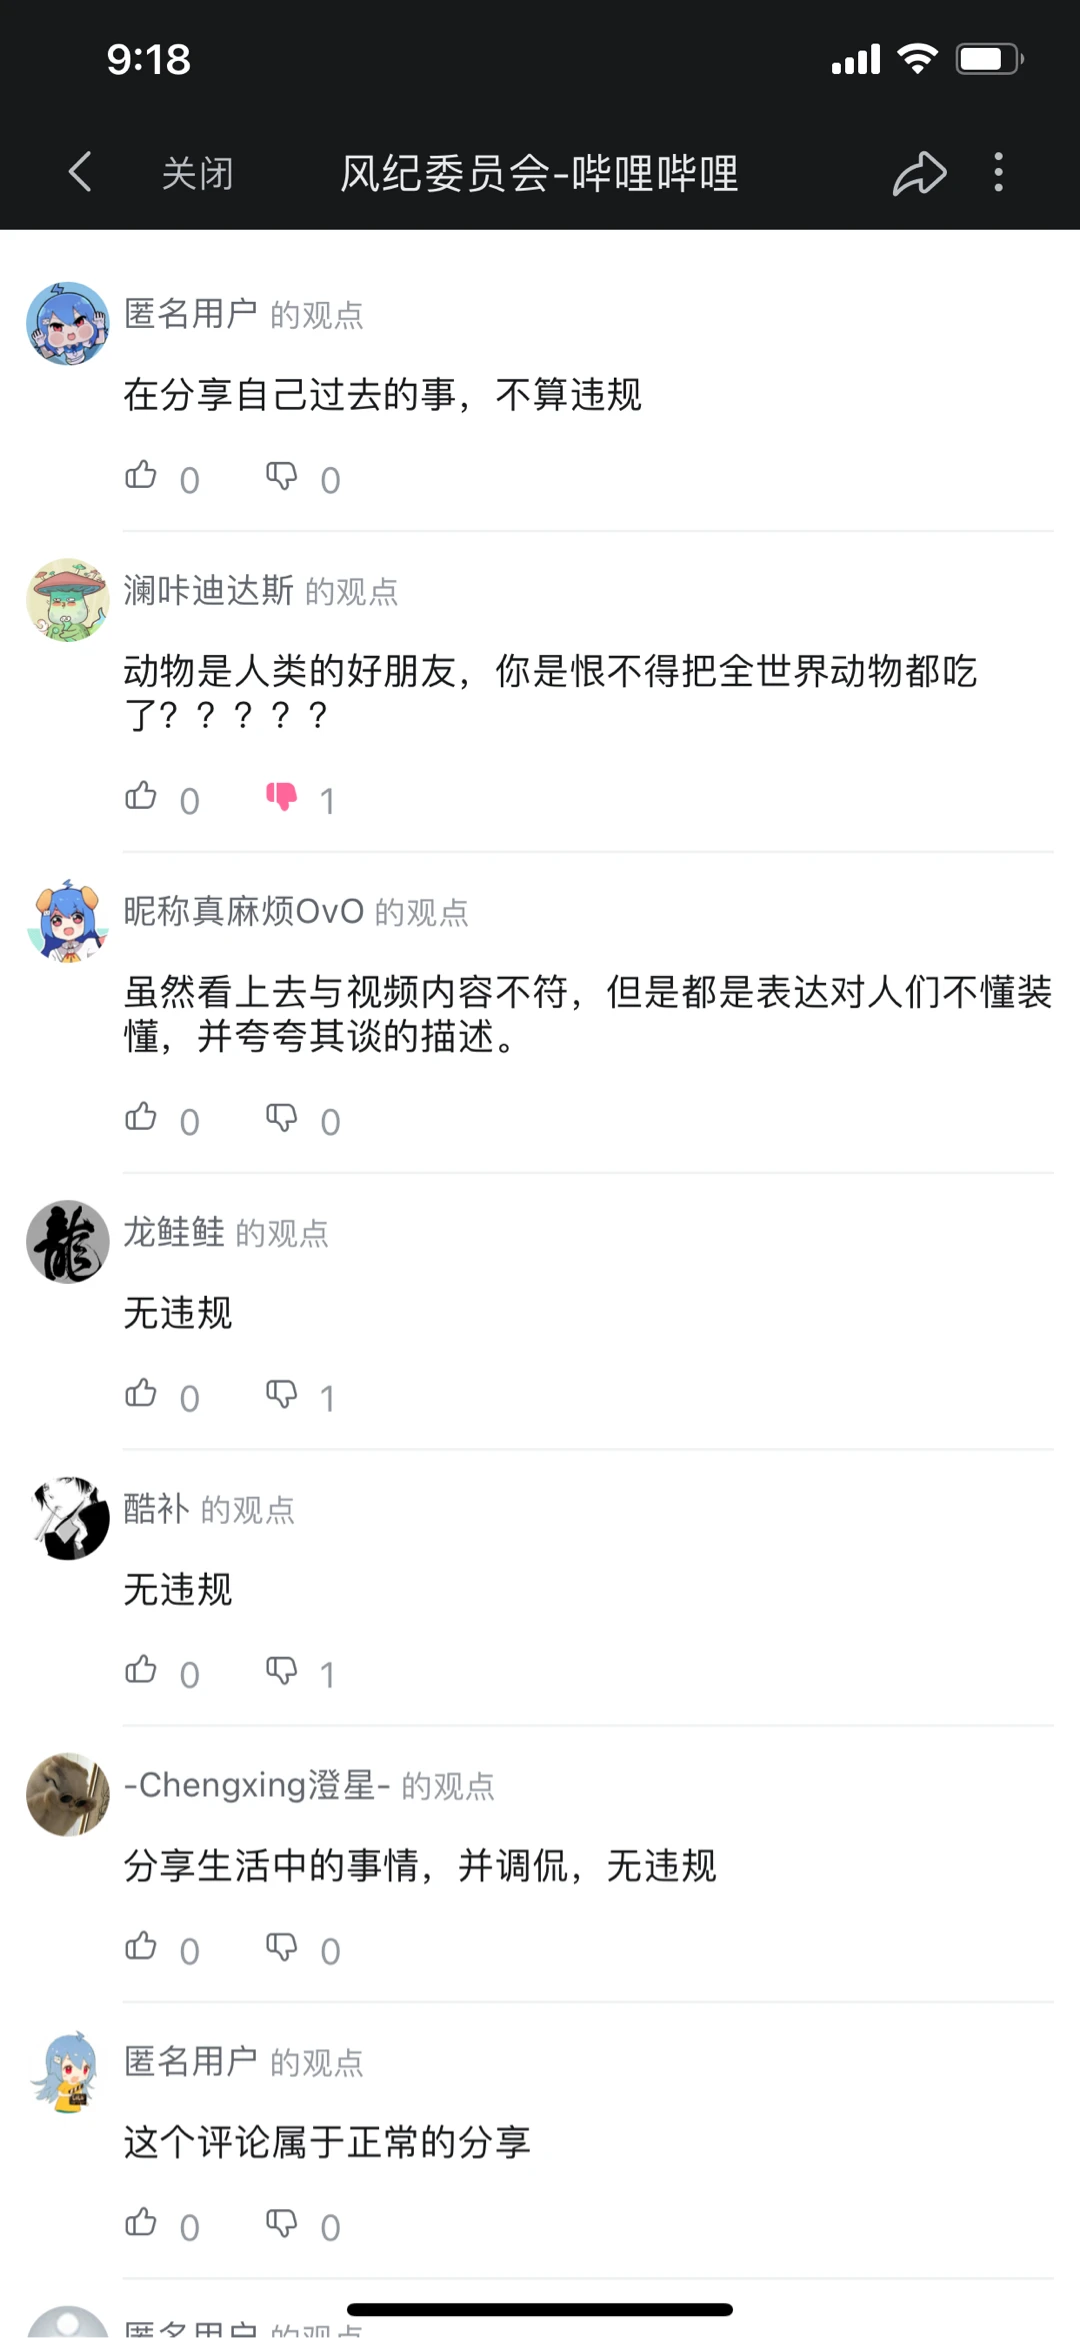 9:18
关闭 风纪委员会-哔哩哔哩
匿名用户 的观点
在分享自己过去的事，不算违规
0 0
澜咔迪达斯 的观点
动物是人类的好朋友，你是恨不得把全世界动物都吃
了？？？？？
0 1
昵称真麻烦OvO 的观点
虽然看上去与视频内容不符，但是都是表达对人们不懂装
懂，并夸夸其谈的描述。
0 0
龙鲑鲑 的观点
无违规
0 1
酷补 的观点
无违规
0 1
-Chengxing澄星- 的观点
分享生活中的事情，并调侃，无违规
0 0
匿名用户 的观点
这个评论属于正常的分享
0 0
匿名用户 的观点